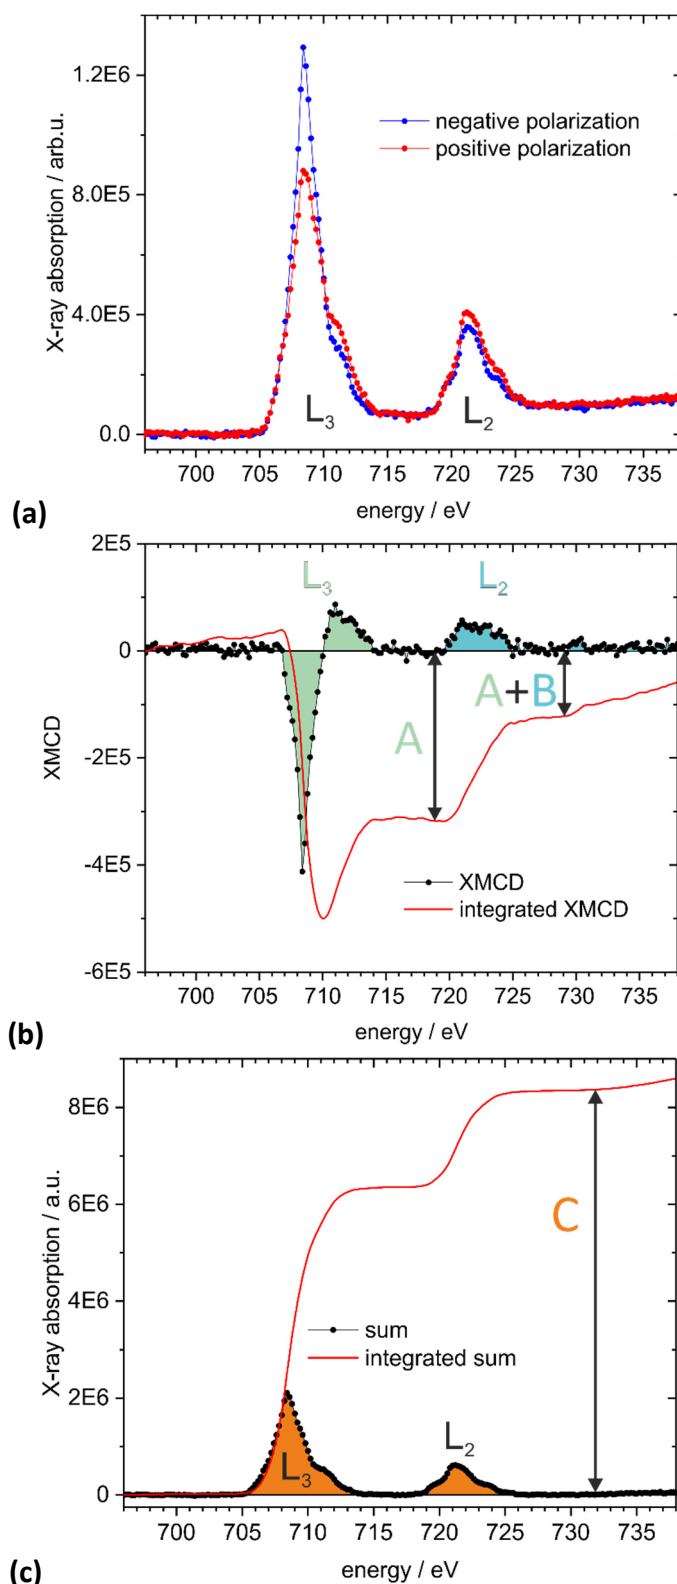 1.2E6
8.0E5
4.0E5
0.0
X-ray absorption / arb.u.
negative polarization
positive polarization
L3
L2
700 705 710 715 720 725 730 735
energy / eV
(a)
2E5
0
-2E5
-4E5
-6E5
XMCD
L3
L2
A
A+B
XMCD
integrated XMCD
700 705 710 715 720 725 730 735
energy / eV
(b)
8E6
6E6
4E6
2E6
0
X-ray absorption / a.u.
C
sum
integrated sum
L3
L2
700 705 710 715 720 725 730 735
energy / eV
(c)